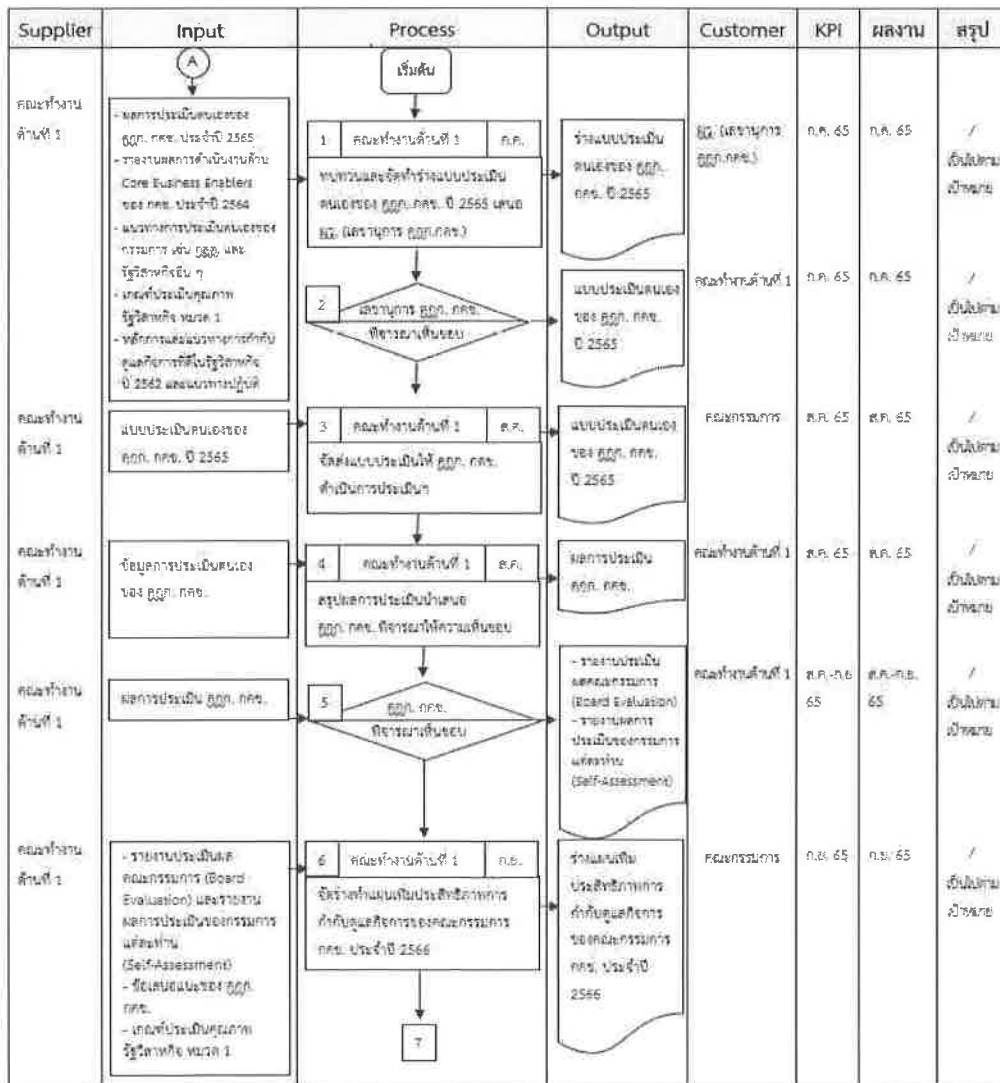 Supplier
Input
Process
Output
Customer
KPI
ผลงาน
สรุป
A
เริ่มต้น
คณะทำงาน
ด้านที่ 1
- ผลการประเมินตนเองของ
คกก. กคช. ประจำปี 2565
- รายงานผลการดำเนินงานด้าน
Core Business Enablers
ของ กคช. ประจำปี 2564
- แนวทางการประเมินตนเองของ
กรรมการ เช่น คกก. และ
รัฐวิสาหกิจอื่น ๆ
- เกณฑ์ประเมินคุณภาพ
รัฐวิสาหกิจ หมวด 1
- หลักการและแนวทางการกำกับ
ดูแลกิจการที่ดีในรัฐวิสาหกิจ
ปี 2562 และแนวทางปฏิบัติ
1 คณะทำงานด้านที่ 1 ก.ค.
ทบทวนและจัดทำร่างแบบประเมิน
ตนเองของ คกก. กคช. ปี 2565 เสนอ
(เลขานุการ คกก.กคช.)
ร่างแบบประเมิน
ตนเองของ คกก.
กคช. ปี 2565
(เลขานุการ
คกก.กคช.)
ก.ค. 65
ก.ค. 65
/
เป็นไปตาม
เป้าหมาย
2
เลขานุการ คกก. กคช.
พิจารณาเห็นชอบ
แบบประเมินตนเอง
ของ คกก. กคช.
ปี 2565
คณะทำงานด้านที่ 1
ก.ค. 65
ก.ค. 65
/
เป็นไปตาม
เป้าหมาย
คณะทำงาน
ด้านที่ 1
แบบประเมินตนเองของ
คกก. กคช. ปี 2565
3 คณะทำงานด้านที่ 1 ส.ค.
จัดส่งแบบประเมินให้ คกก. กคช.
ดำเนินการประเมินฯ
แบบประเมินตนเอง
ของ คกก. กคช.
ปี 2565
คณะกรรมการ
ส.ค. 65
ส.ค. 65
/
เป็นไปตาม
เป้าหมาย
คณะทำงาน
ด้านที่ 1
ข้อมูลการประเมินตนเอง
ของ คกก. กคช.
4 คณะทำงานด้านที่ 1 ส.ค.
สรุปผลการประเมินนำเสนอ
คกก. กคช. พิจารณาให้ความเห็นชอบ
ผลการประเมิน
คกก. กคช.
คณะทำงานด้านที่ 1
ส.ค. 65
ส.ค. 65
/
เป็นไปตาม
เป้าหมาย
คณะทำงาน
ด้านที่ 1
ผลการประเมิน คกก. กคช.
5
คกก. กคช.
พิจารณาเห็นชอบ
- รายงานประเมิน
ผลคณะกรรมการ
(Board Evaluation)
- รายงานผลการ
ประเมินของกรรมการ
แต่ละท่าน
(Self-Assessment)
คณะทำงานด้านที่ 1
ส.ค.-ก.ย
65
ส.ค.-ก.ย.
65
/
เป็นไปตาม
เป้าหมาย
คณะทำงาน
ด้านที่ 1
- รายงานประเมินผล
คณะกรรมการ (Board
Evaluation) และรายงาน
ผลการประเมินของกรรมการ
แต่ละท่าน
(Self-Assessment)
- ข้อเสนอแนะของ คกก.
กคช.
- เกณฑ์ประเมินคุณภาพ
รัฐวิสาหกิจ หมวด 1
6 คณะทำงานด้านที่ 1 ก.ย.
จัดร่างทำแผนเพิ่มประสิทธิภาพการ
กำกับดูแลกิจการของคณะกรรมการ
กคช. ประจำปี 2566
ร่างแผนเพิ่ม
ประสิทธิภาพการ
กำกับดูแลกิจการ
ของคณะกรรมการ
กคช. ประจำปี
2566
คณะกรรมการ
ก.ย. 65
ก.ย. 65
/
เป็นไปตาม
เป้าหมาย
7